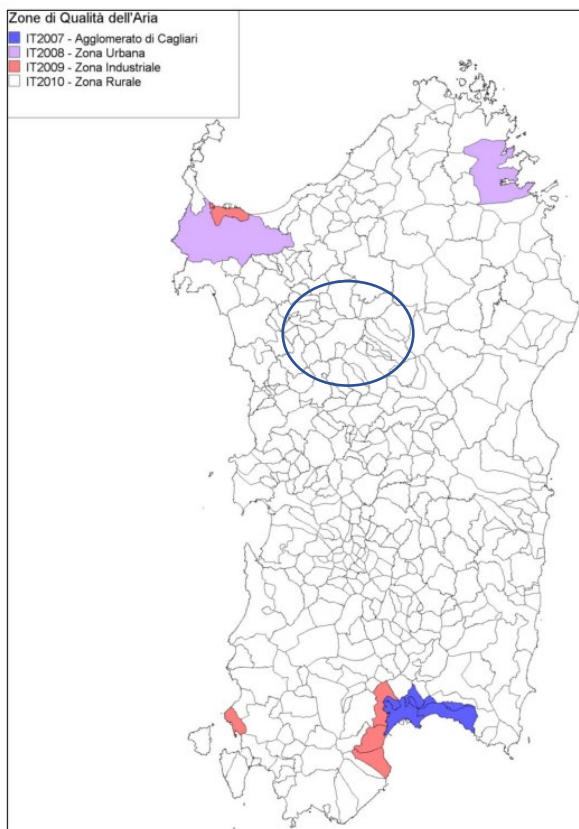 Zone di Qualità dell'Aria
IT2007 - Agglomerato di Cagliari
IT2008 - Zona Urbana
IT2009 - Zona Industriale
IT2010 - Zona Rurale